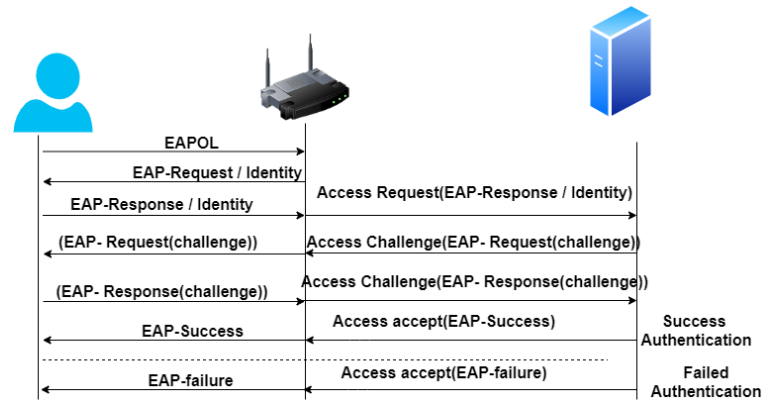 EAPOL
EAP-Request / Identity
Access Request(EAP-Response / Identity)
EAP-Response / Identity
(EAP- Request(challenge))
Access Challenge(EAP- Request(challenge))
Access Challenge(EAP- Response(challenge))
(EAP- Response(challenge))
Access accept(EAP-Success)
Success
Authentication
EAP-Success
Access accept(EAP-failure)
Failed
Authentication
EAP-failure